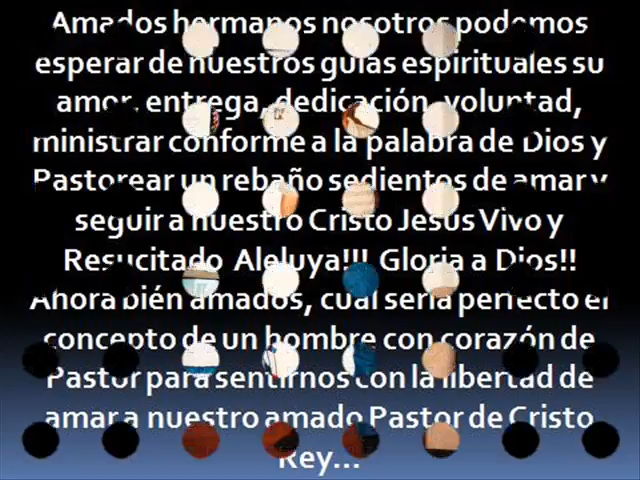 Amados hermanos nosotros podemos
esperar de nuestros guias espirituales su
amor, entrega, dedicación, voluntad,
ministrar conforme a la palabra de Dios y
Pastorear un rebaño sedientos de amar y
seguir a nuestro Cristo Jesus Vivo y
Resucitado Aleluya!!! Gloria a Dios!!
Ahora bién amados, cual seria perfecto el
concepto de un hombre con corazón de
Pastor para sentirnos con la libertad de
amar a nuestro amado Pastor de Cristo
Rey...